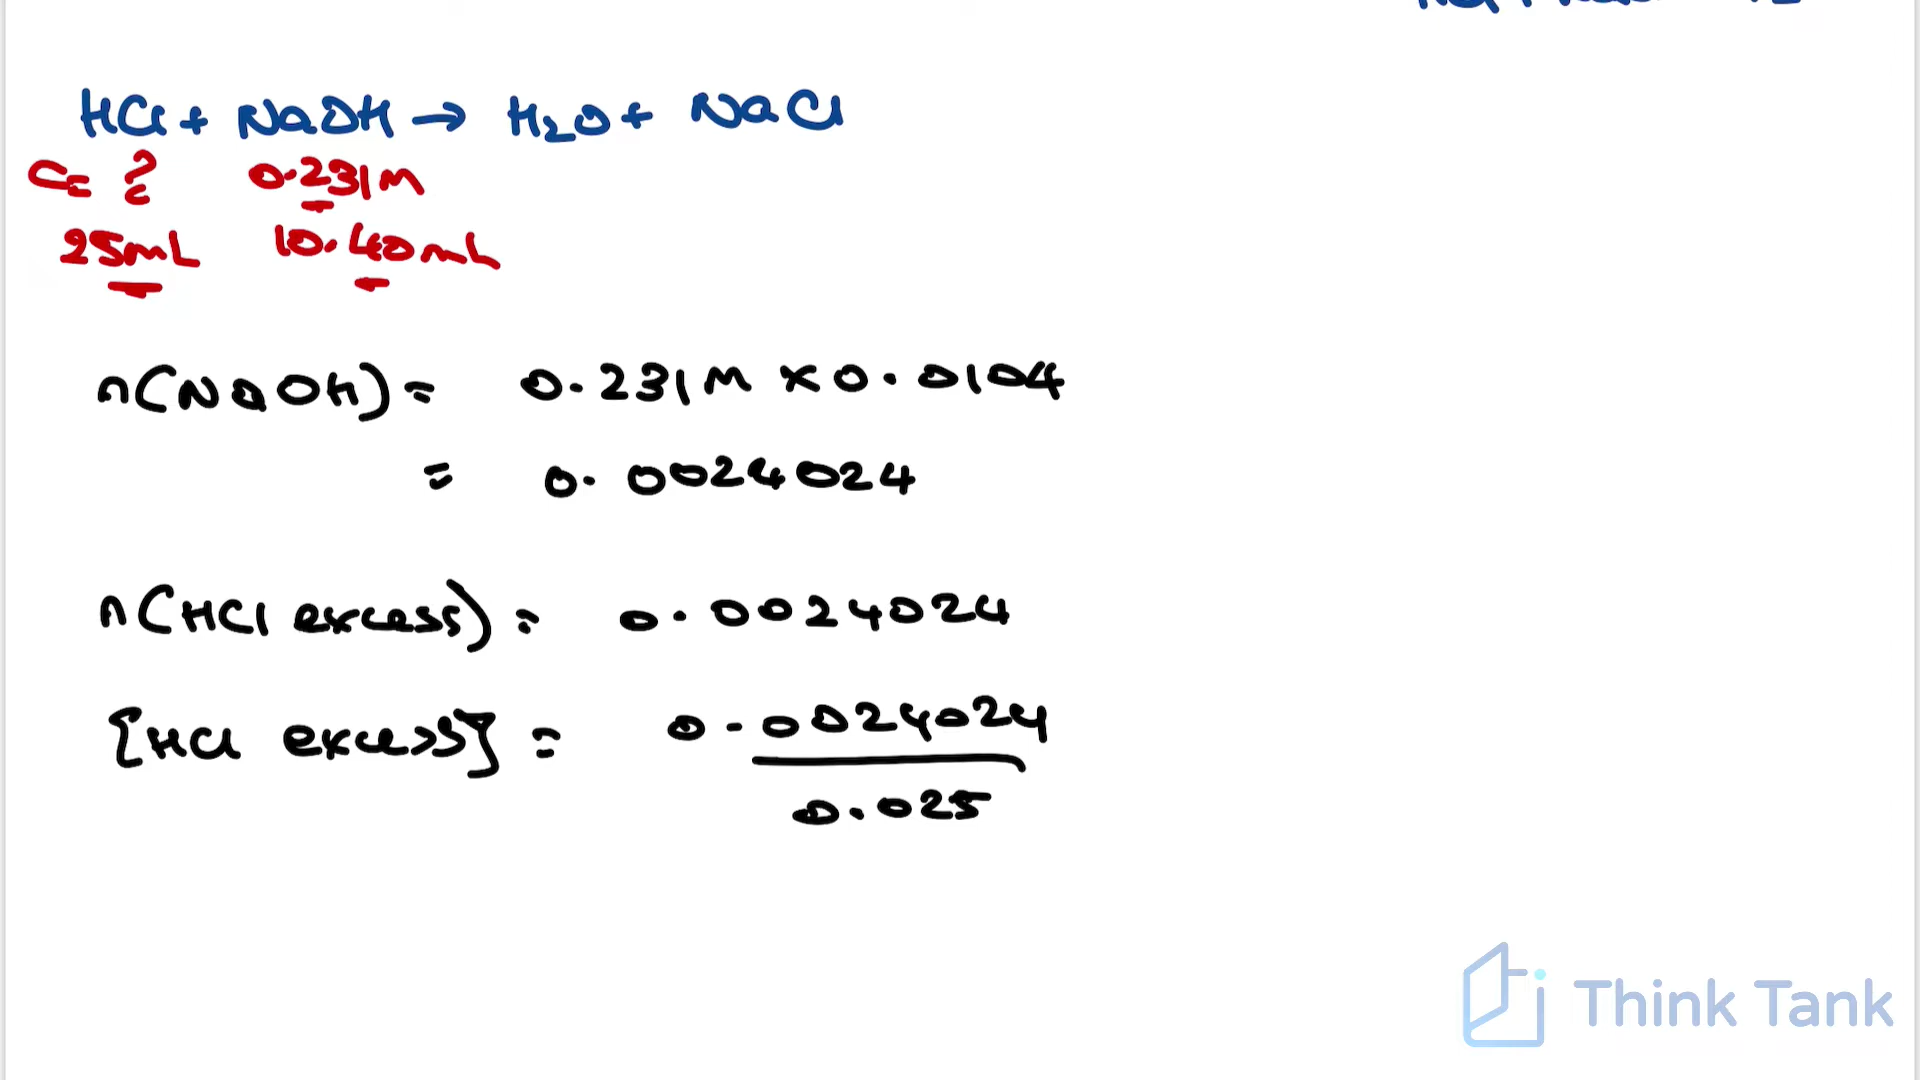 HCl + NaOH → H2O + NaCl
C= ? 0.231M
25mL 10.40mL
n(NaOH) = 0.231M x 0.0104
= 0.0024024
n(HCl excess) = 0.0024024
[HCl excess] = 0.0024024
0.025
Think Tank